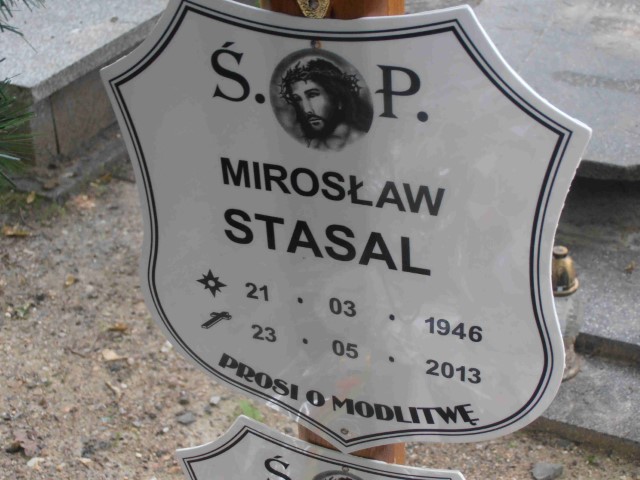 Ś. P.
MIROSŁAW
STASAL
21 . 03 . 1946
23 . 05 . 2013
PROSI O MODLITWĘ
Ś